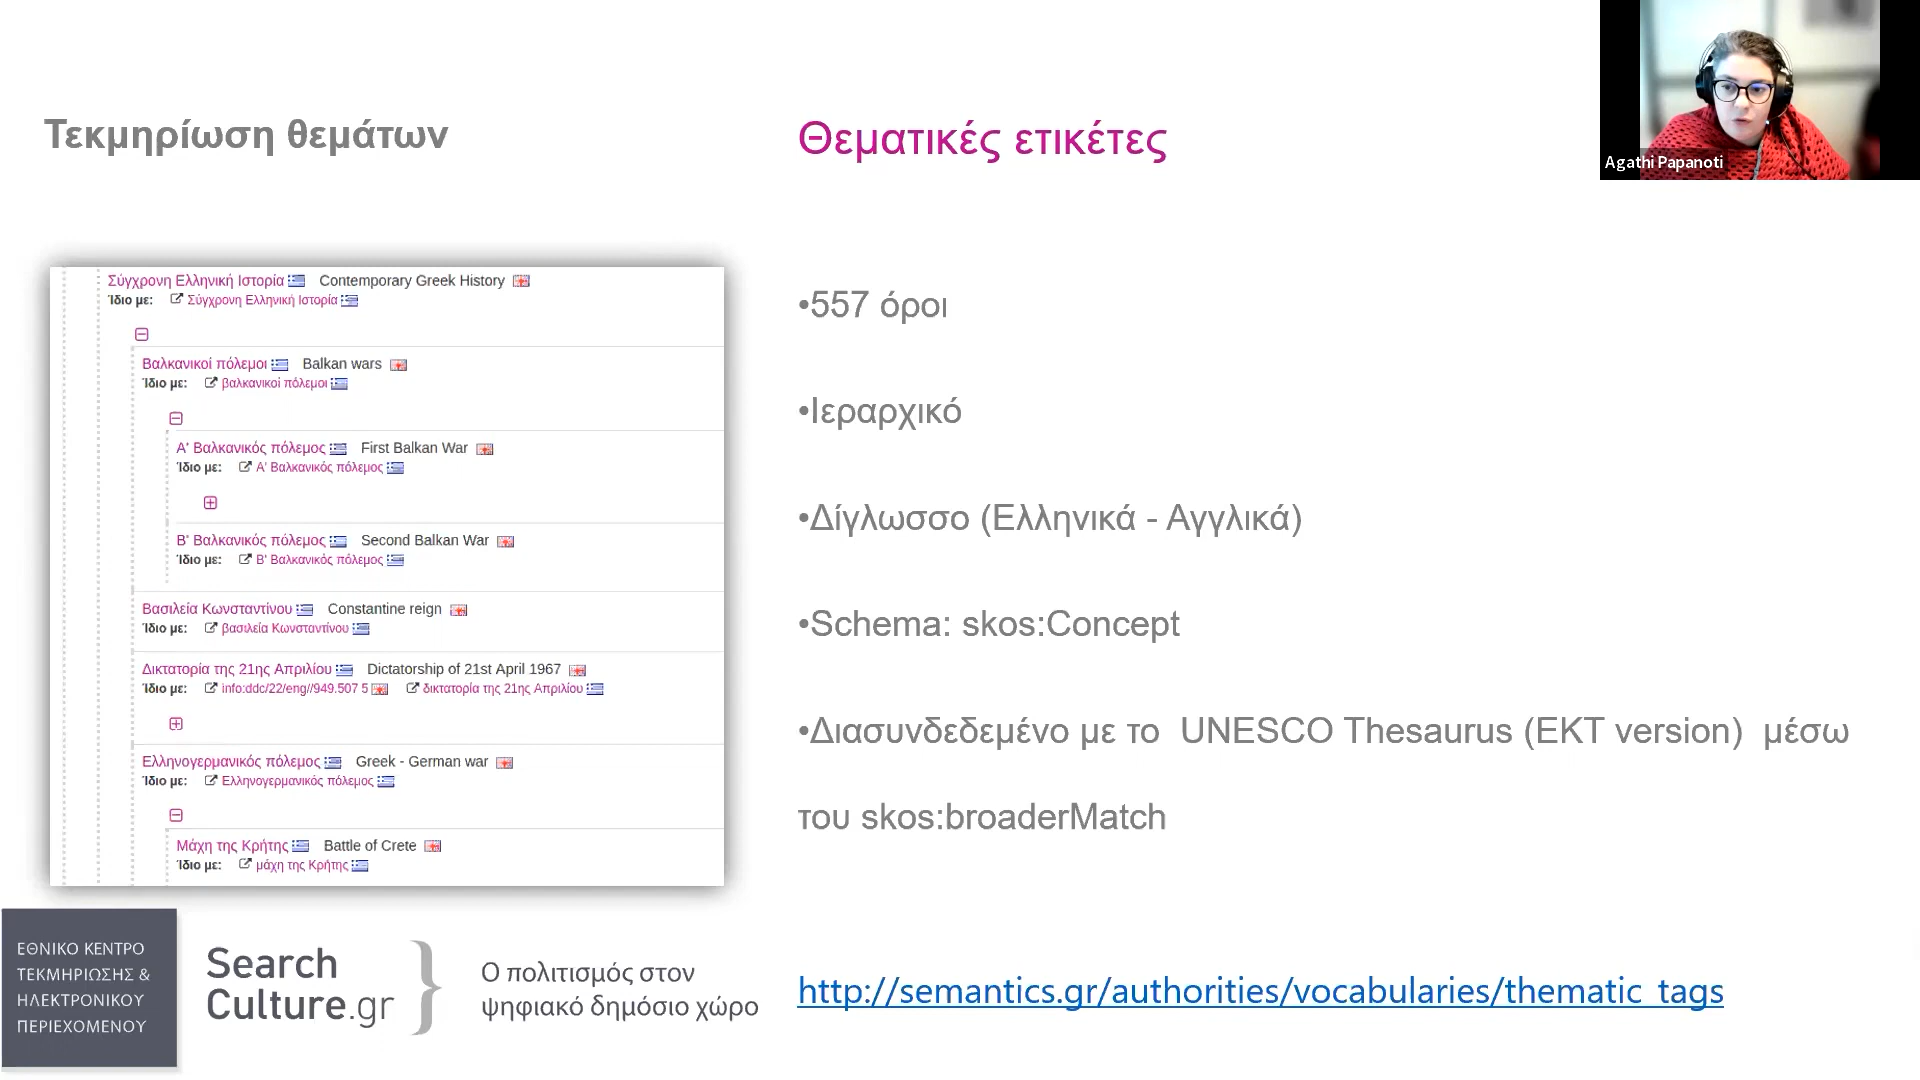 Τεκμηρίωση θεμάτων
Θεματικές ετικέτες
Agathi Papanoti
Σύγχρονη Ελληνική Ιστορία Contemporary Greek History
Ίδιο με: Σύγχρονη Ελληνική Ιστορία
Βαλκανικοί πόλεμοι Balkan wars
Ίδιο με: βαλκανικοί πόλεμοι
Α' Βαλκανικός πόλεμος First Balkan War
Ίδιο με: Α' Βαλκανικός πόλεμος
Β' Βαλκανικός πόλεμος Second Balkan War
Ίδιο με: Β' Βαλκανικός πόλεμος
Βασιλεία Κωνσταντίνου Constantine reign
Ίδιο με: βασιλεία Κωνσταντίνου
Δικτατορία της 21ης Απριλίου Dictatorship of 21st April 1967
Ίδιο με: info:ddc/22/eng//949.507 5 δικτατορία της 21ης Απριλίου
Ελληνογερμανικός πόλεμος Greek - German war
Ίδιο με: Ελληνογερμανικός πόλεμος
Μάχη της Κρήτης Battle of Crete
Ίδιο με: μάχη της Κρήτης
•557 όροι
•Ιεραρχικό
•Δίγλωσσο (Ελληνικά - Αγγλικά)
•Schema: skos:Concept
•Διασυνδεδεμένο με το UNESCO Thesaurus (EKT version) μέσω
του skos:broaderMatch
ΕΘΝΙΚΟ ΚΕΝΤΡΟ
ΤΕΚΜΗΡΙΩΣΗΣ &
ΗΛΕΚΤΡΟΝΙΚΟΥ
ΠΕΡΙΕΧΟΜΕΝΟΥ
Search
Culture.gr
Ο πολιτισμός στον
ψηφιακό δημόσιο χώρο
http://semantics.gr/authorities/vocabularies/thematic_tags